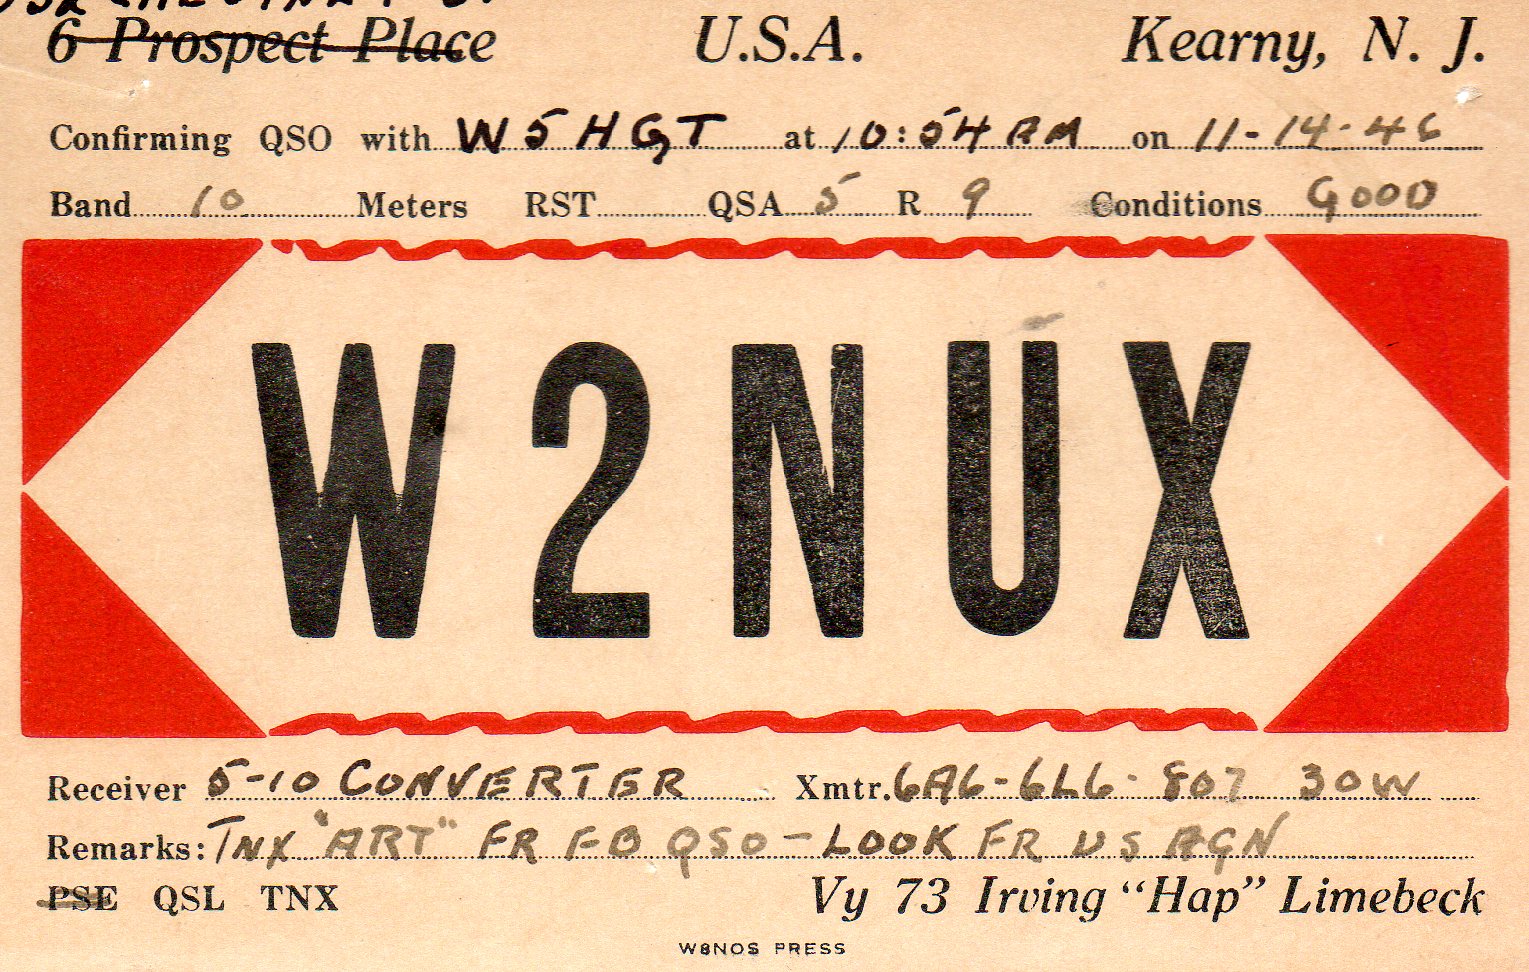 6 Prospect Place U.S.A. Kearny, N. J.
Confirming QSO with W5HGT at 10:54 AM on 11-14-46
Band 10 Meters RST QSA 5 R 9 Conditions GOOD
W2NUX
Receiver 5-10 CONVERTER Xmtr. 6A6-6L6-807 30W
Remarks: TNX "ART" FR FB QSO - LOOK FR US AGN
PSE QSL TNX Vy 73 Irving "Hap" Limebeck
W8NOS PRESS